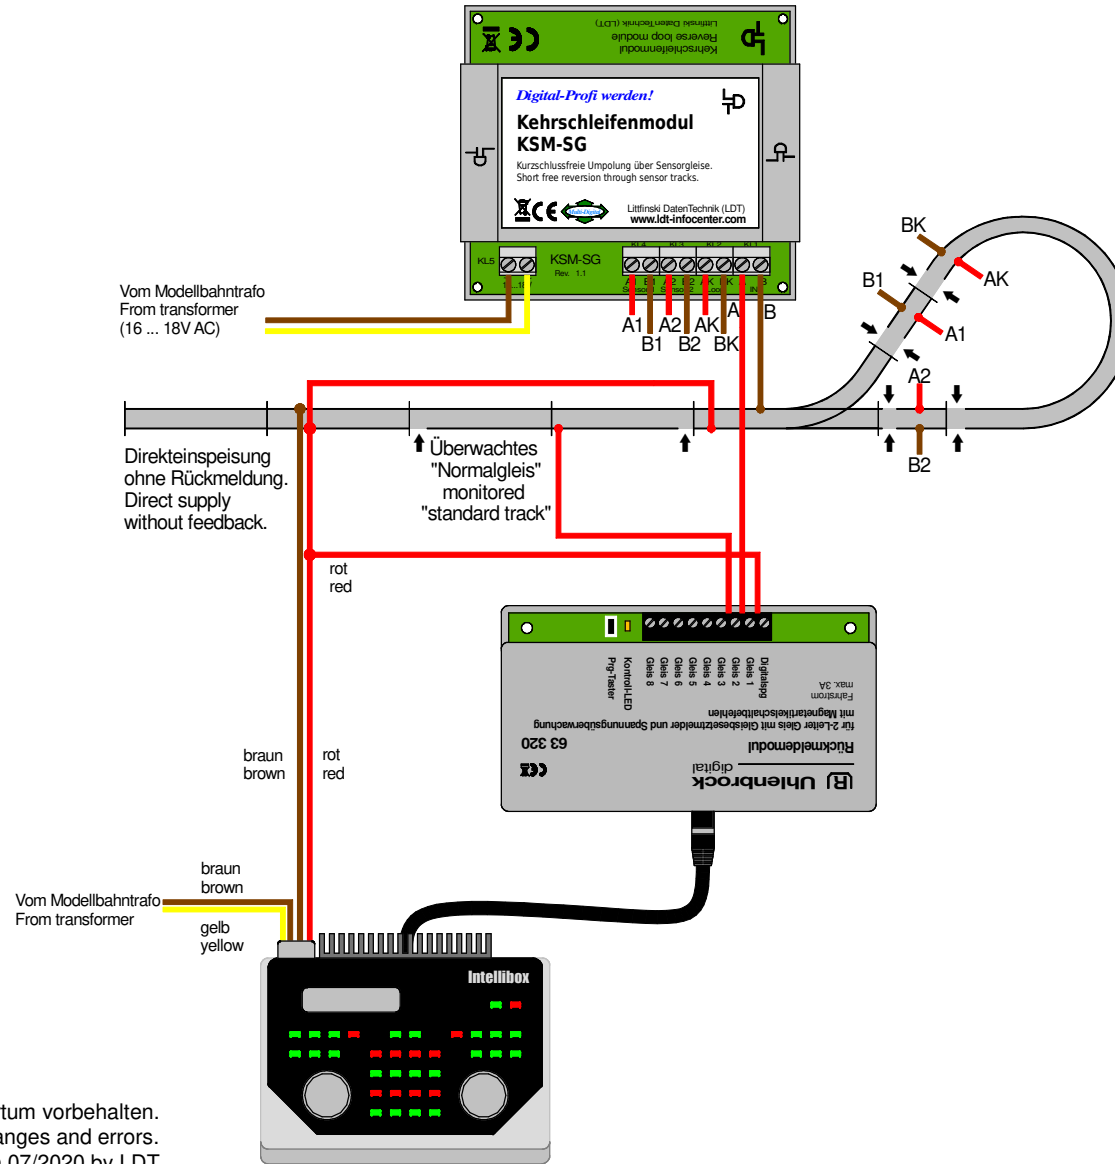 Littfinski DatenTechnik (LDT)
Reverse loop module
Kehrschleifenmodul
Digital-Profi werden!
Kehrschleifenmodul
KSM-SG
Kurzschlussfreie Umpolung über Sensorgleise.
Short free reversion through sensor tracks.
Multi-Digital
Littfinski DatenTechnik (LDT)
www.ldt-infocenter.com
KL5
KSM-SG
Rev. 1.1
KL4 KL3 KL2 KL1
Vom Modellbahntrafo
From transformer
(16 ... 18V AC)
A1 A2 AK A B
B1 B2 BK
BK
AK
B1
A1
A2
B2
Direkteinspeisung
ohne Rückmeldung.
Direct supply
without feedback.
Überwachtes
"Normalgleis"
monitored
"standard track"
rot
red
Prg-Taster
Kontroll-LED
Gleis 8
Gleis 7
Gleis 6
Gleis 5
Gleis 4
Gleis 3
Gleis 2
Gleis 1
Digitalspg
Fahrstrom
max. 3A
mit Magnetartikelschaltbefehlen
für 2-Leiter Gleis mit Gleisbesetztmelder und Spannungsüberwachung
63 320
Rückmeldemodul
Uhlenbrock
digital
braun
brown
rot
red
braun
brown
Vom Modellbahntrafo
From transformer
gelb
yellow
Intellibox
tum vorbehalten.
anges and errors.
07/2020 by LDT